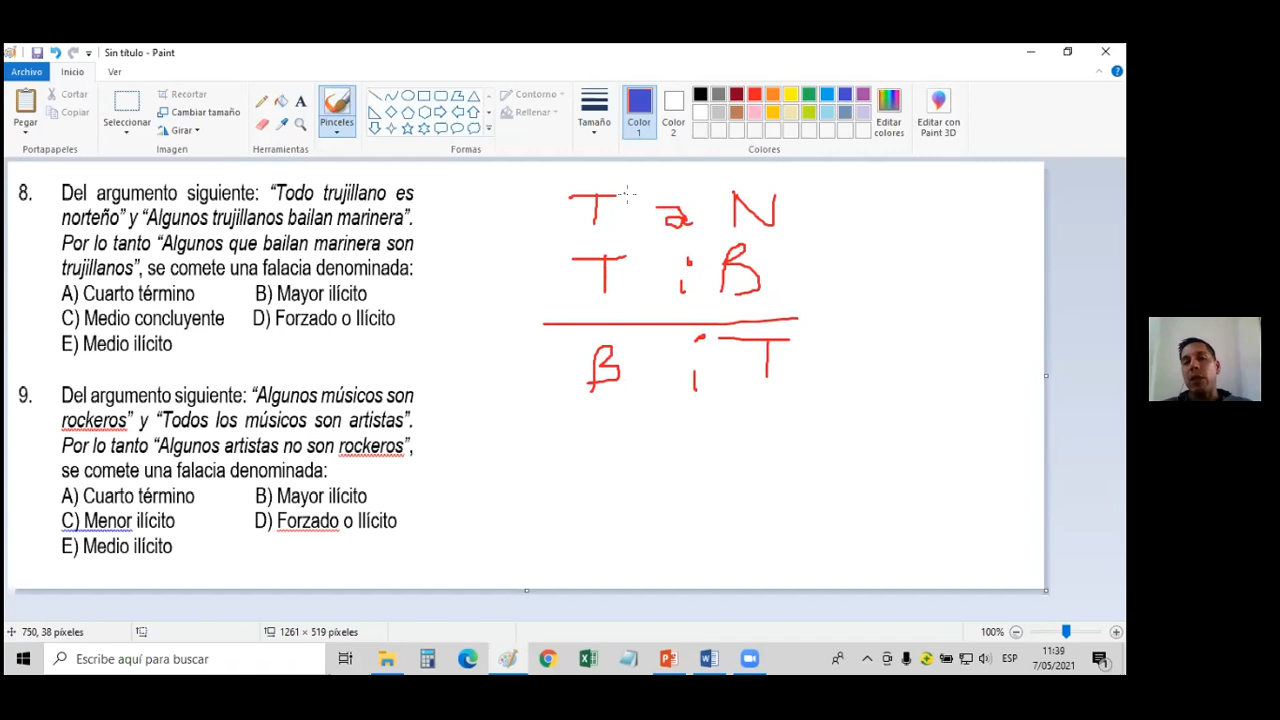 Sin título - Paint
Archivo Inicio Ver
Pegar
Cortar
Copiar
Portapapeles
Seleccionar
Recortar
Cambiar tamaño
Girar
Imagen
A
Herramientas
Pinceles
Contorno
Rellenar
Formas
Tamaño
Color 1
Color 2
Editar colores
Editar con Paint 3D
Colores
8. Del argumento siguiente: “Todo trujillano es
norteño” y “Algunos trujillanos bailan marinera”.
Por lo tanto “Algunos que bailan marinera son
trujillanos”, se comete una falacia denominada:
A) Cuarto término B) Mayor ilícito
C) Medio concluyente D) Forzado o Ilícito
E) Medio ilícito
9. Del argumento siguiente: “Algunos músicos son
rockeros” y “Todos los músicos son artistas”.
Por lo tanto “Algunos artistas no son rockeros”,
se comete una falacia denominada:
A) Cuarto término B) Mayor ilícito
C) Menor ilícito D) Forzado o Ilícito
E) Medio ilícito
T a N
T i B
B i T
750, 38 píxeles 1261 × 519 píxeles 100%
Escribe aquí para buscar
ESP
11:39
7/05/2021